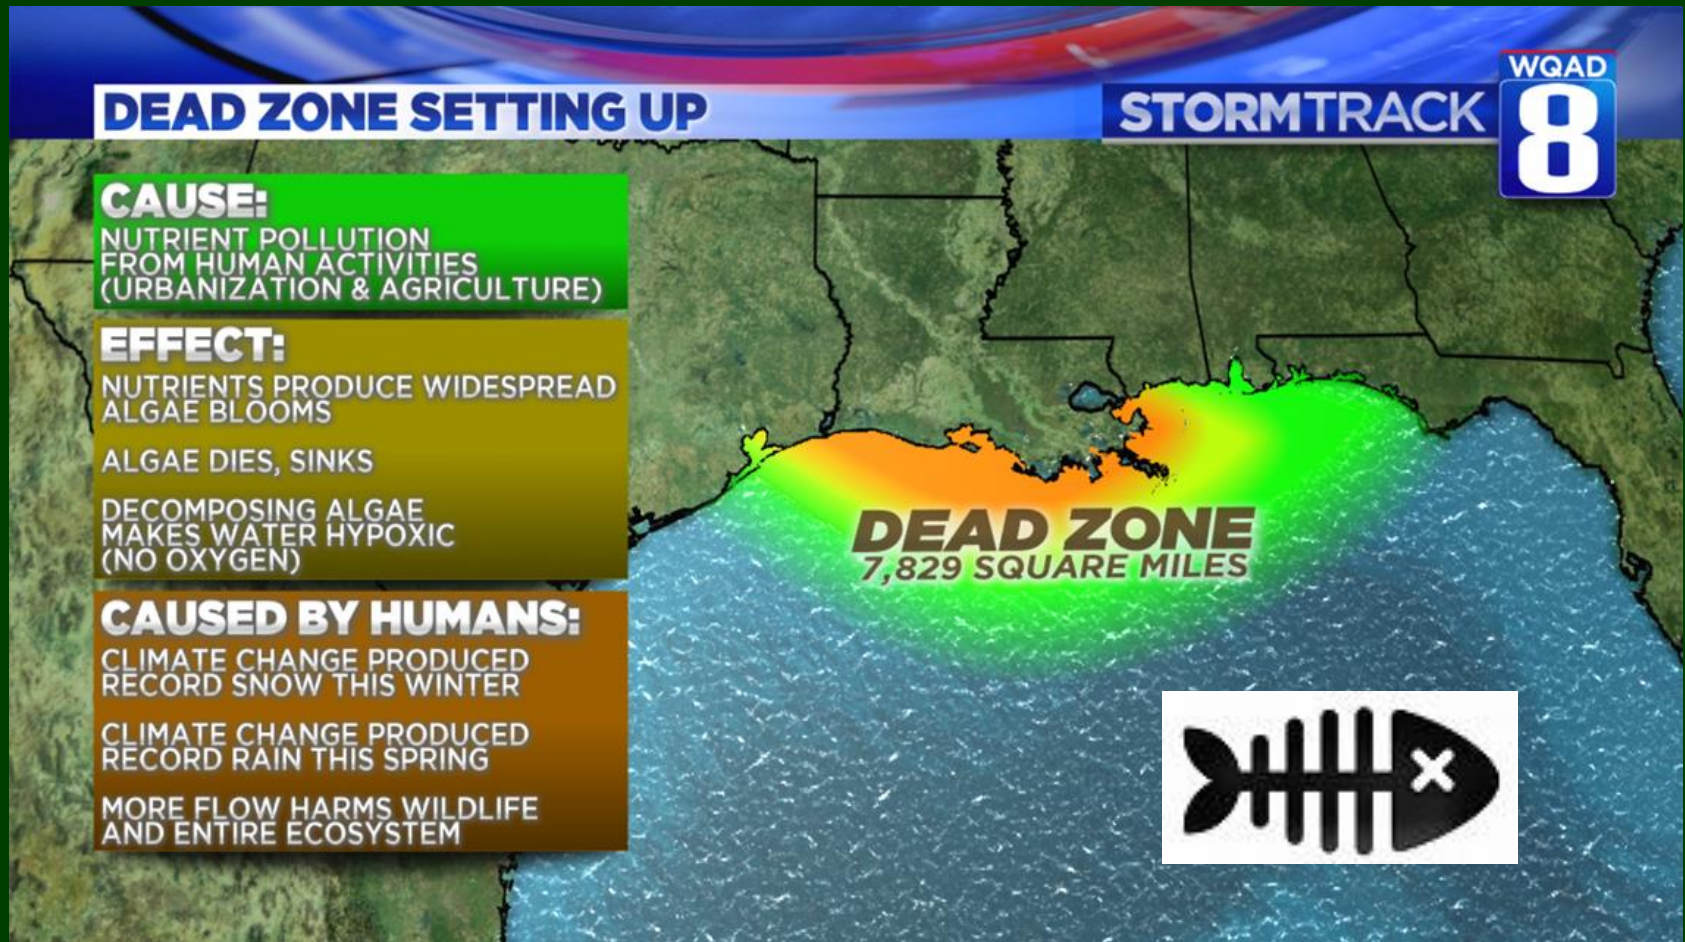 DEAD ZONE SETTING UP
STORMTRACK
WQAD
8
CAUSE:
NUTRIENT POLLUTION
FROM HUMAN ACTIVITIES
(URBANIZATION & AGRICULTURE)
EFFECT:
NUTRIENTS PRODUCE WIDESPREAD
ALGAE BLOOMS
ALGAE DIES, SINKS
DECOMPOSING ALGAE
MAKES WATER HYPOXIC
(NO OXYGEN)
CAUSED BY HUMANS:
CLIMATE CHANGE PRODUCED
RECORD SNOW THIS WINTER
CLIMATE CHANGE PRODUCED
RECORD RAIN THIS SPRING
MORE FLOW HARMS WILDLIFE
AND ENTIRE ECOSYSTEM
DEAD ZONE
7,829 SQUARE MILES